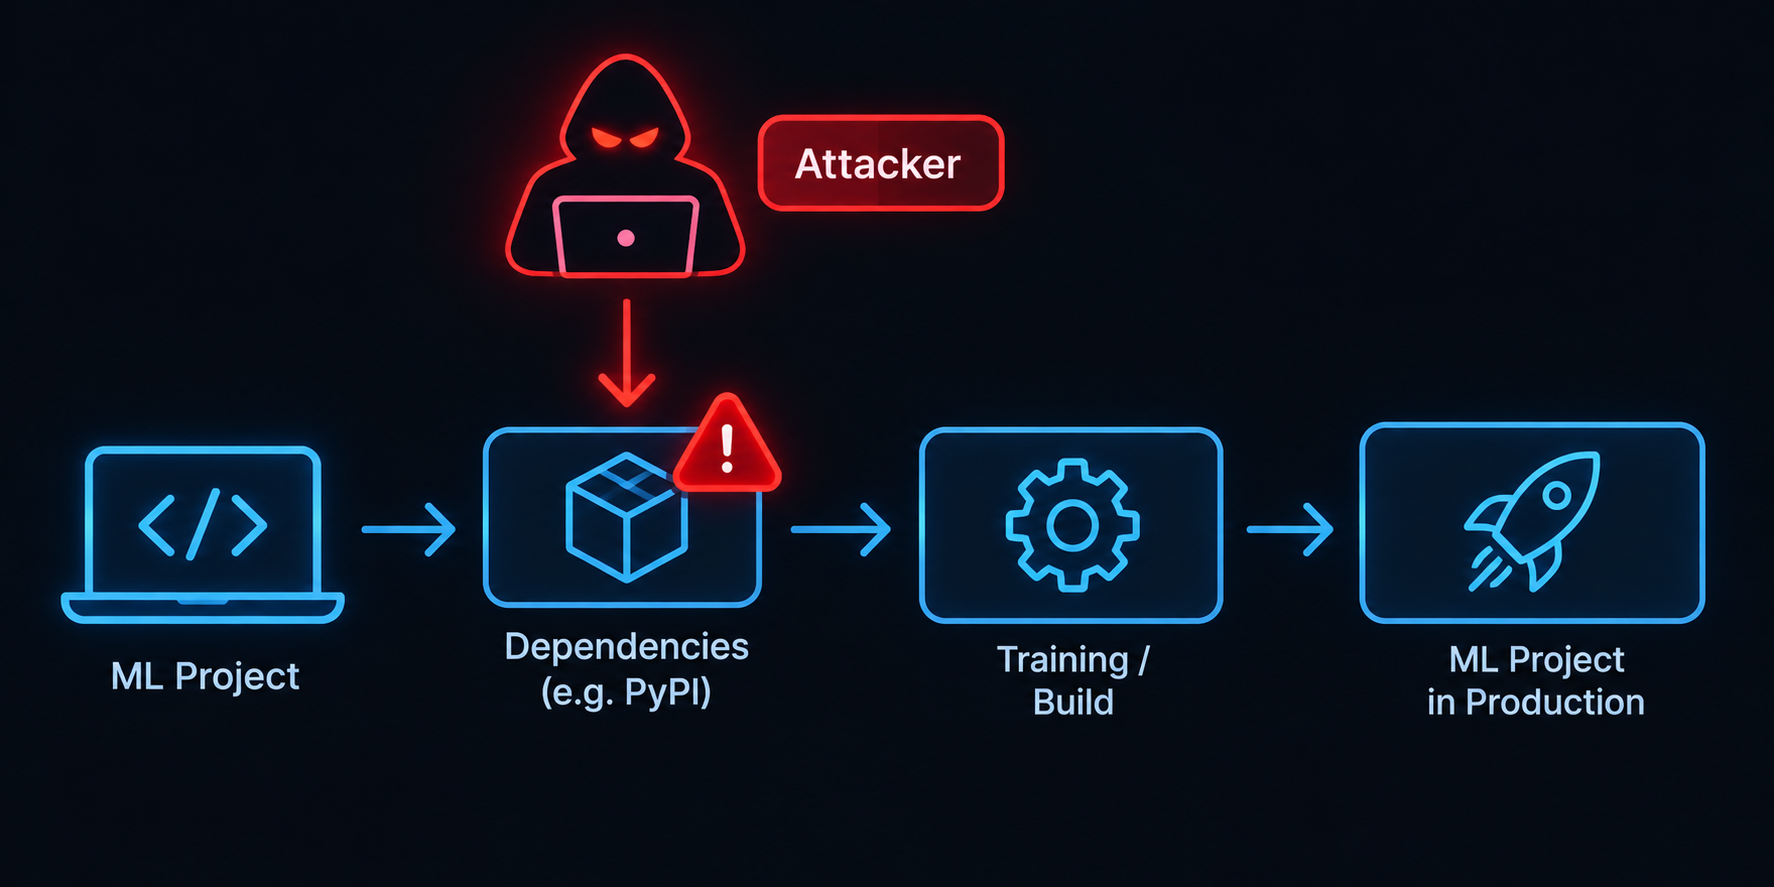 Attacker
</>
!
ML Project
Dependencies
(e.g. PyPI)
Training /
Build
ML Project
in Production